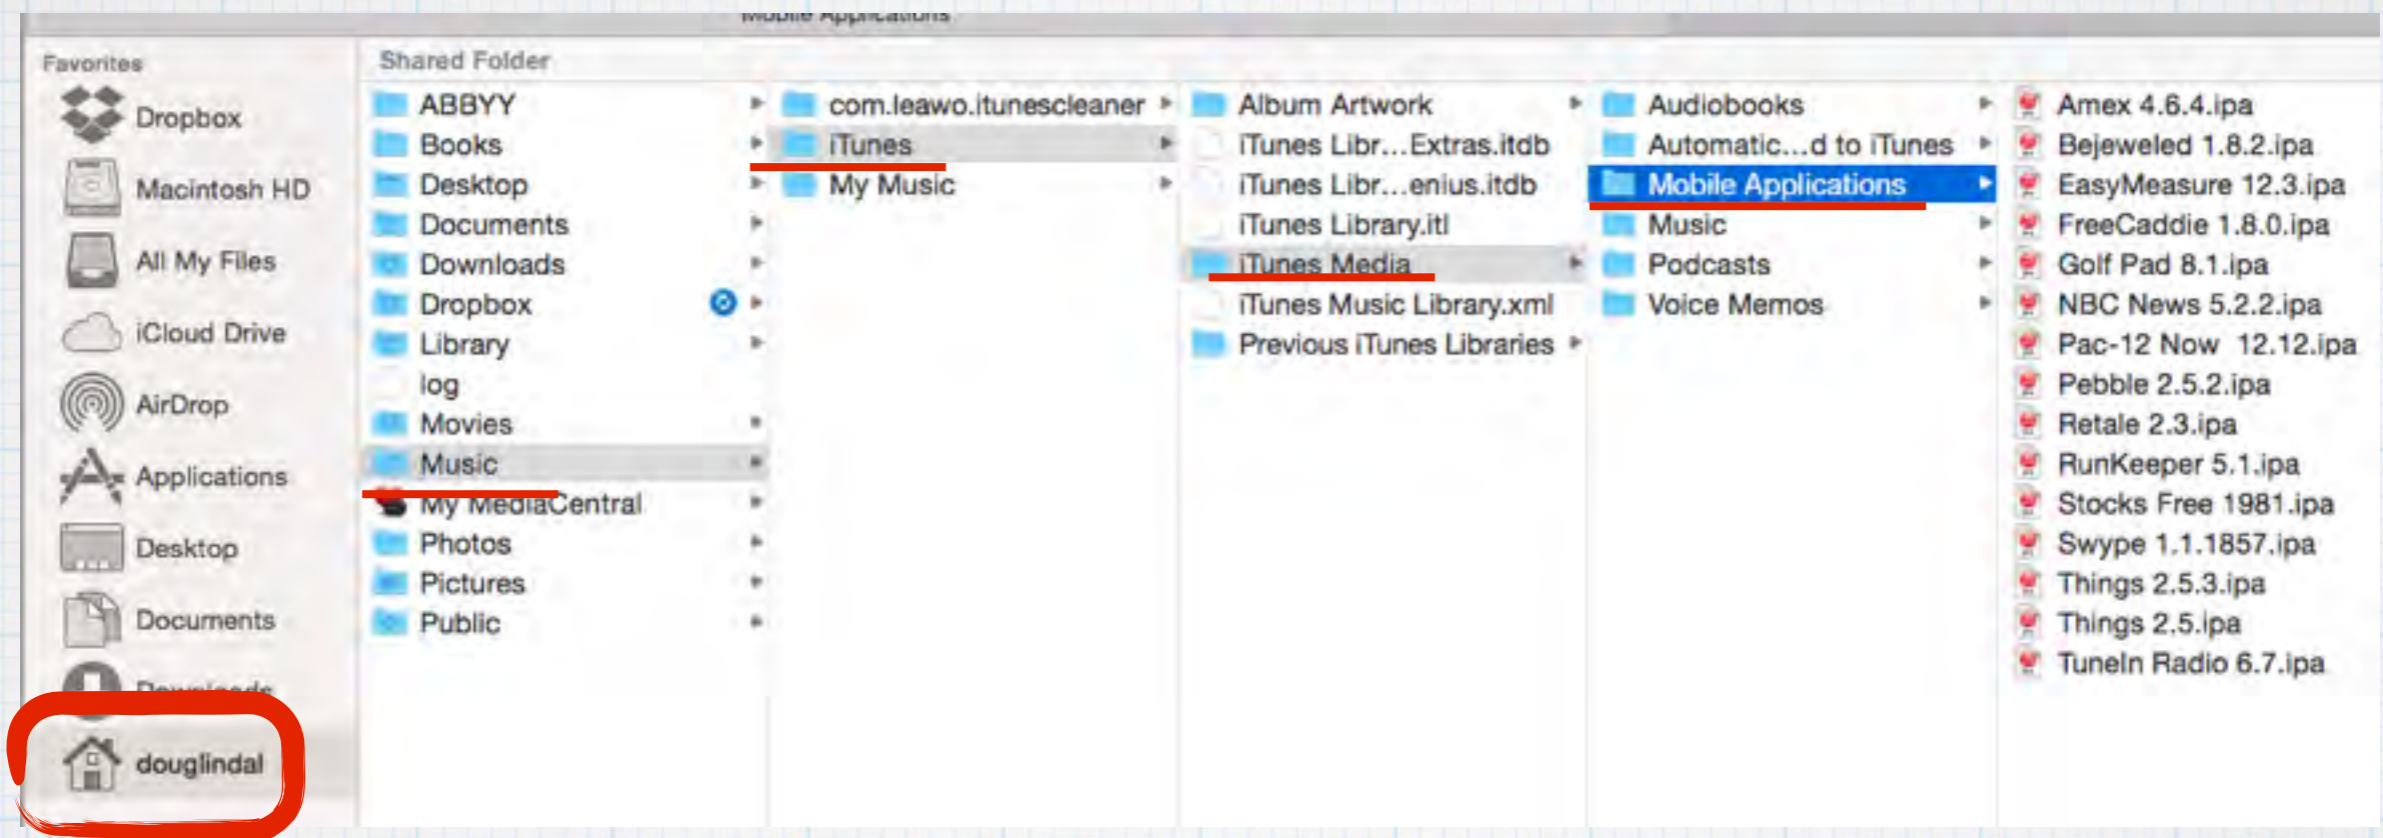 Mobile Applications
Favorites
Dropbox
Macintosh HD
All My Files
iCloud Drive
AirDrop
Applications
Desktop
Documents
Downloads
douglindal
Shared Folder
ABBYY
Books
Desktop
Documents
Downloads
Dropbox
Library
log
Movies
Music
My MediaCentral
Photos
Pictures
Public
com.leawo.itunescleaner
iTunes
My Music
Album Artwork
iTunes Libr...Extras.itdb
iTunes Libr...enius.itdb
iTunes Library.itl
iTunes Media
iTunes Music Library.xml
Previous iTunes Libraries
Audiobooks
Automatic...d to iTunes
Mobile Applications
Music
Podcasts
Voice Memos
Amex 4.6.4.ipa
Bejeweled 1.8.2.ipa
EasyMeasure 12.3.ipa
FreeCaddie 1.8.0.ipa
Golf Pad 8.1.ipa
NBC News 5.2.2.ipa
Pac-12 Now  12.12.ipa
Pebble 2.5.2.ipa
Retale 2.3.ipa
RunKeeper 5.1.ipa
Stocks Free 1981.ipa
Swype 1.1.1857.ipa
Things 2.5.3.ipa
Things 2.5.ipa
TuneIn Radio 6.7.ipa